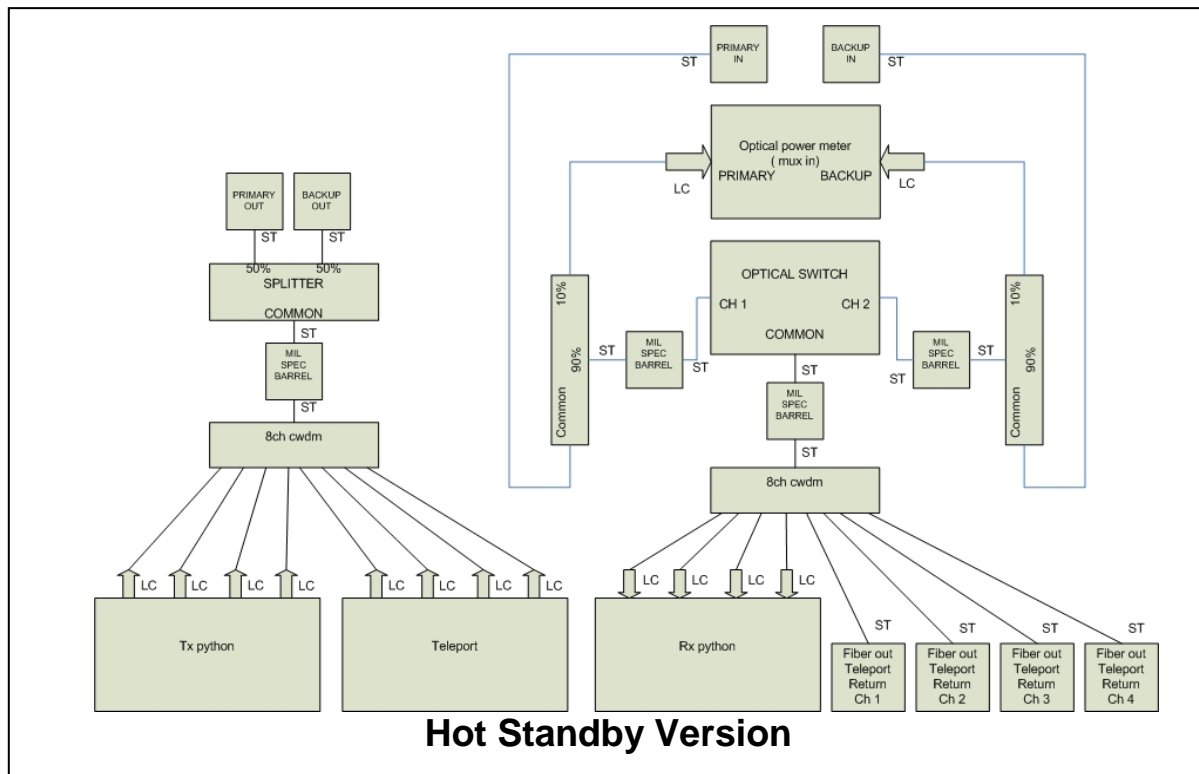 PRIMARY
IN
BACKUP
IN
ST
ST
Optical power meter
( mux in)
PRIMARY
BACKUP
LC
LC
PRIMARY
OUT
BACKUP
OUT
ST
ST
50%
50%
SPLITTER
COMMON
ST
MIL
SPEC
BARREL
ST
8ch cwdm
LC
LC
LC
LC
LC
LC
LC
LC
Tx python
Teleport
10%
90%
Common
ST
MIL
SPEC
BARREL
ST
OPTICAL SWITCH
CH 1
CH 2
COMMON
ST
MIL
SPEC
BARREL
ST
10%
90%
Common
ST
MIL
SPEC
BARREL
ST
8ch cwdm
LC
LC
LC
LC
Rx python
ST
ST
ST
ST
Fiber out
Teleport
Return
Ch 1
Fiber out
Teleport
Return
Ch 2
Fiber out
Teleport
Return
Ch 3
Fiber out
Teleport
Return
Ch 4
Hot Standby Version